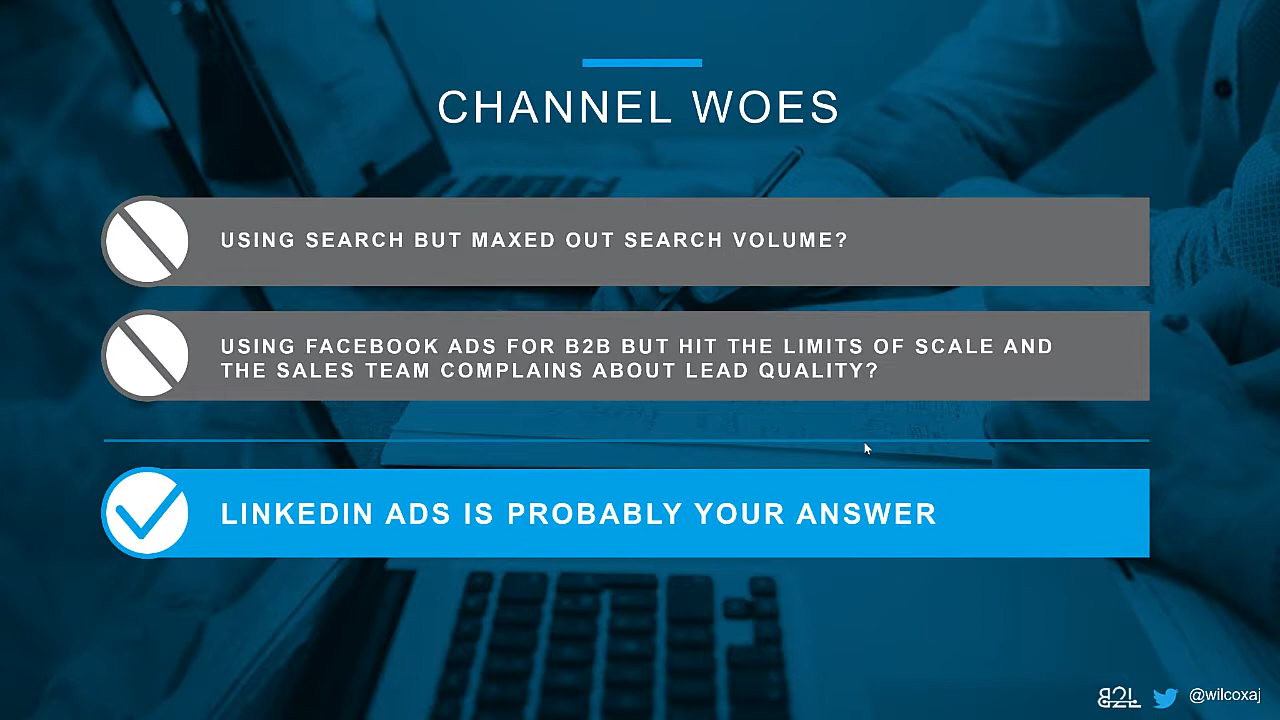 CHANNEL WOES
USING SEARCH BUT MAXED OUT SEARCH VOLUME?
USING FACEBOOK ADS FOR B2B BUT HIT THE LIMITS OF SCALE AND
THE SALES TEAM COMPLAINS ABOUT LEAD QUALITY?
LINKEDIN ADS IS PROBABLY YOUR ANSWER
B2L @wilcoxaj